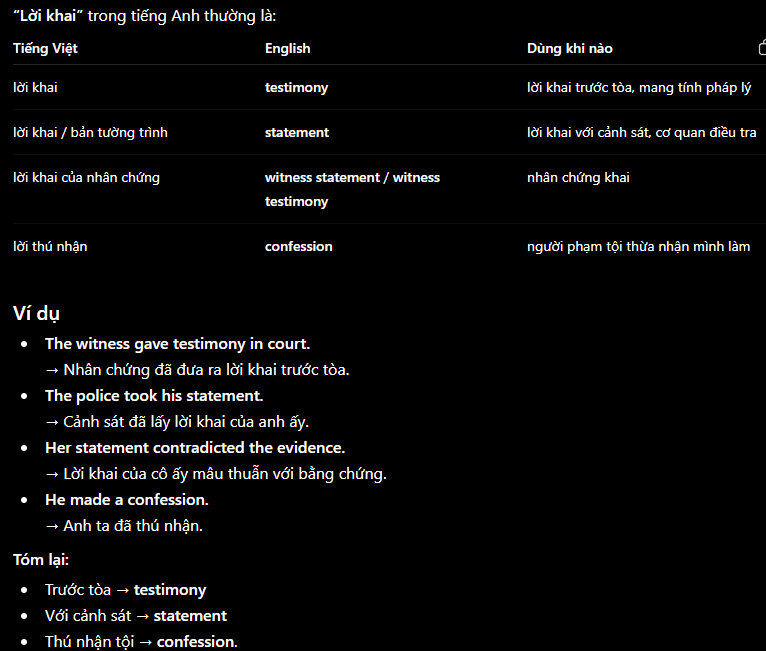 “Lời khai” trong tiếng Anh thường là:
Tiếng Việt English Dùng khi nào
lời khai testimony lời khai trước tòa, mang tính pháp lý
lời khai / bản tường trình statement lời khai với cảnh sát, cơ quan điều tra
lời khai của nhân chứng witness statement / witness nhân chứng khai
testimony
lời thú nhận confession người phạm tội thừa nhận mình làm
Ví dụ
• The witness gave testimony in court.
→ Nhân chứng đã đưa ra lời khai trước tòa.
• The police took his statement.
→ Cảnh sát đã lấy lời khai của anh ấy.
• Her statement contradicted the evidence.
→ Lời khai của cô ấy mâu thuẫn với bằng chứng.
• He made a confession.
→ Anh ta đã thú nhận.
Tóm lại:
• Trước tòa → testimony
• Với cảnh sát → statement
• Thú nhận tội → confession.